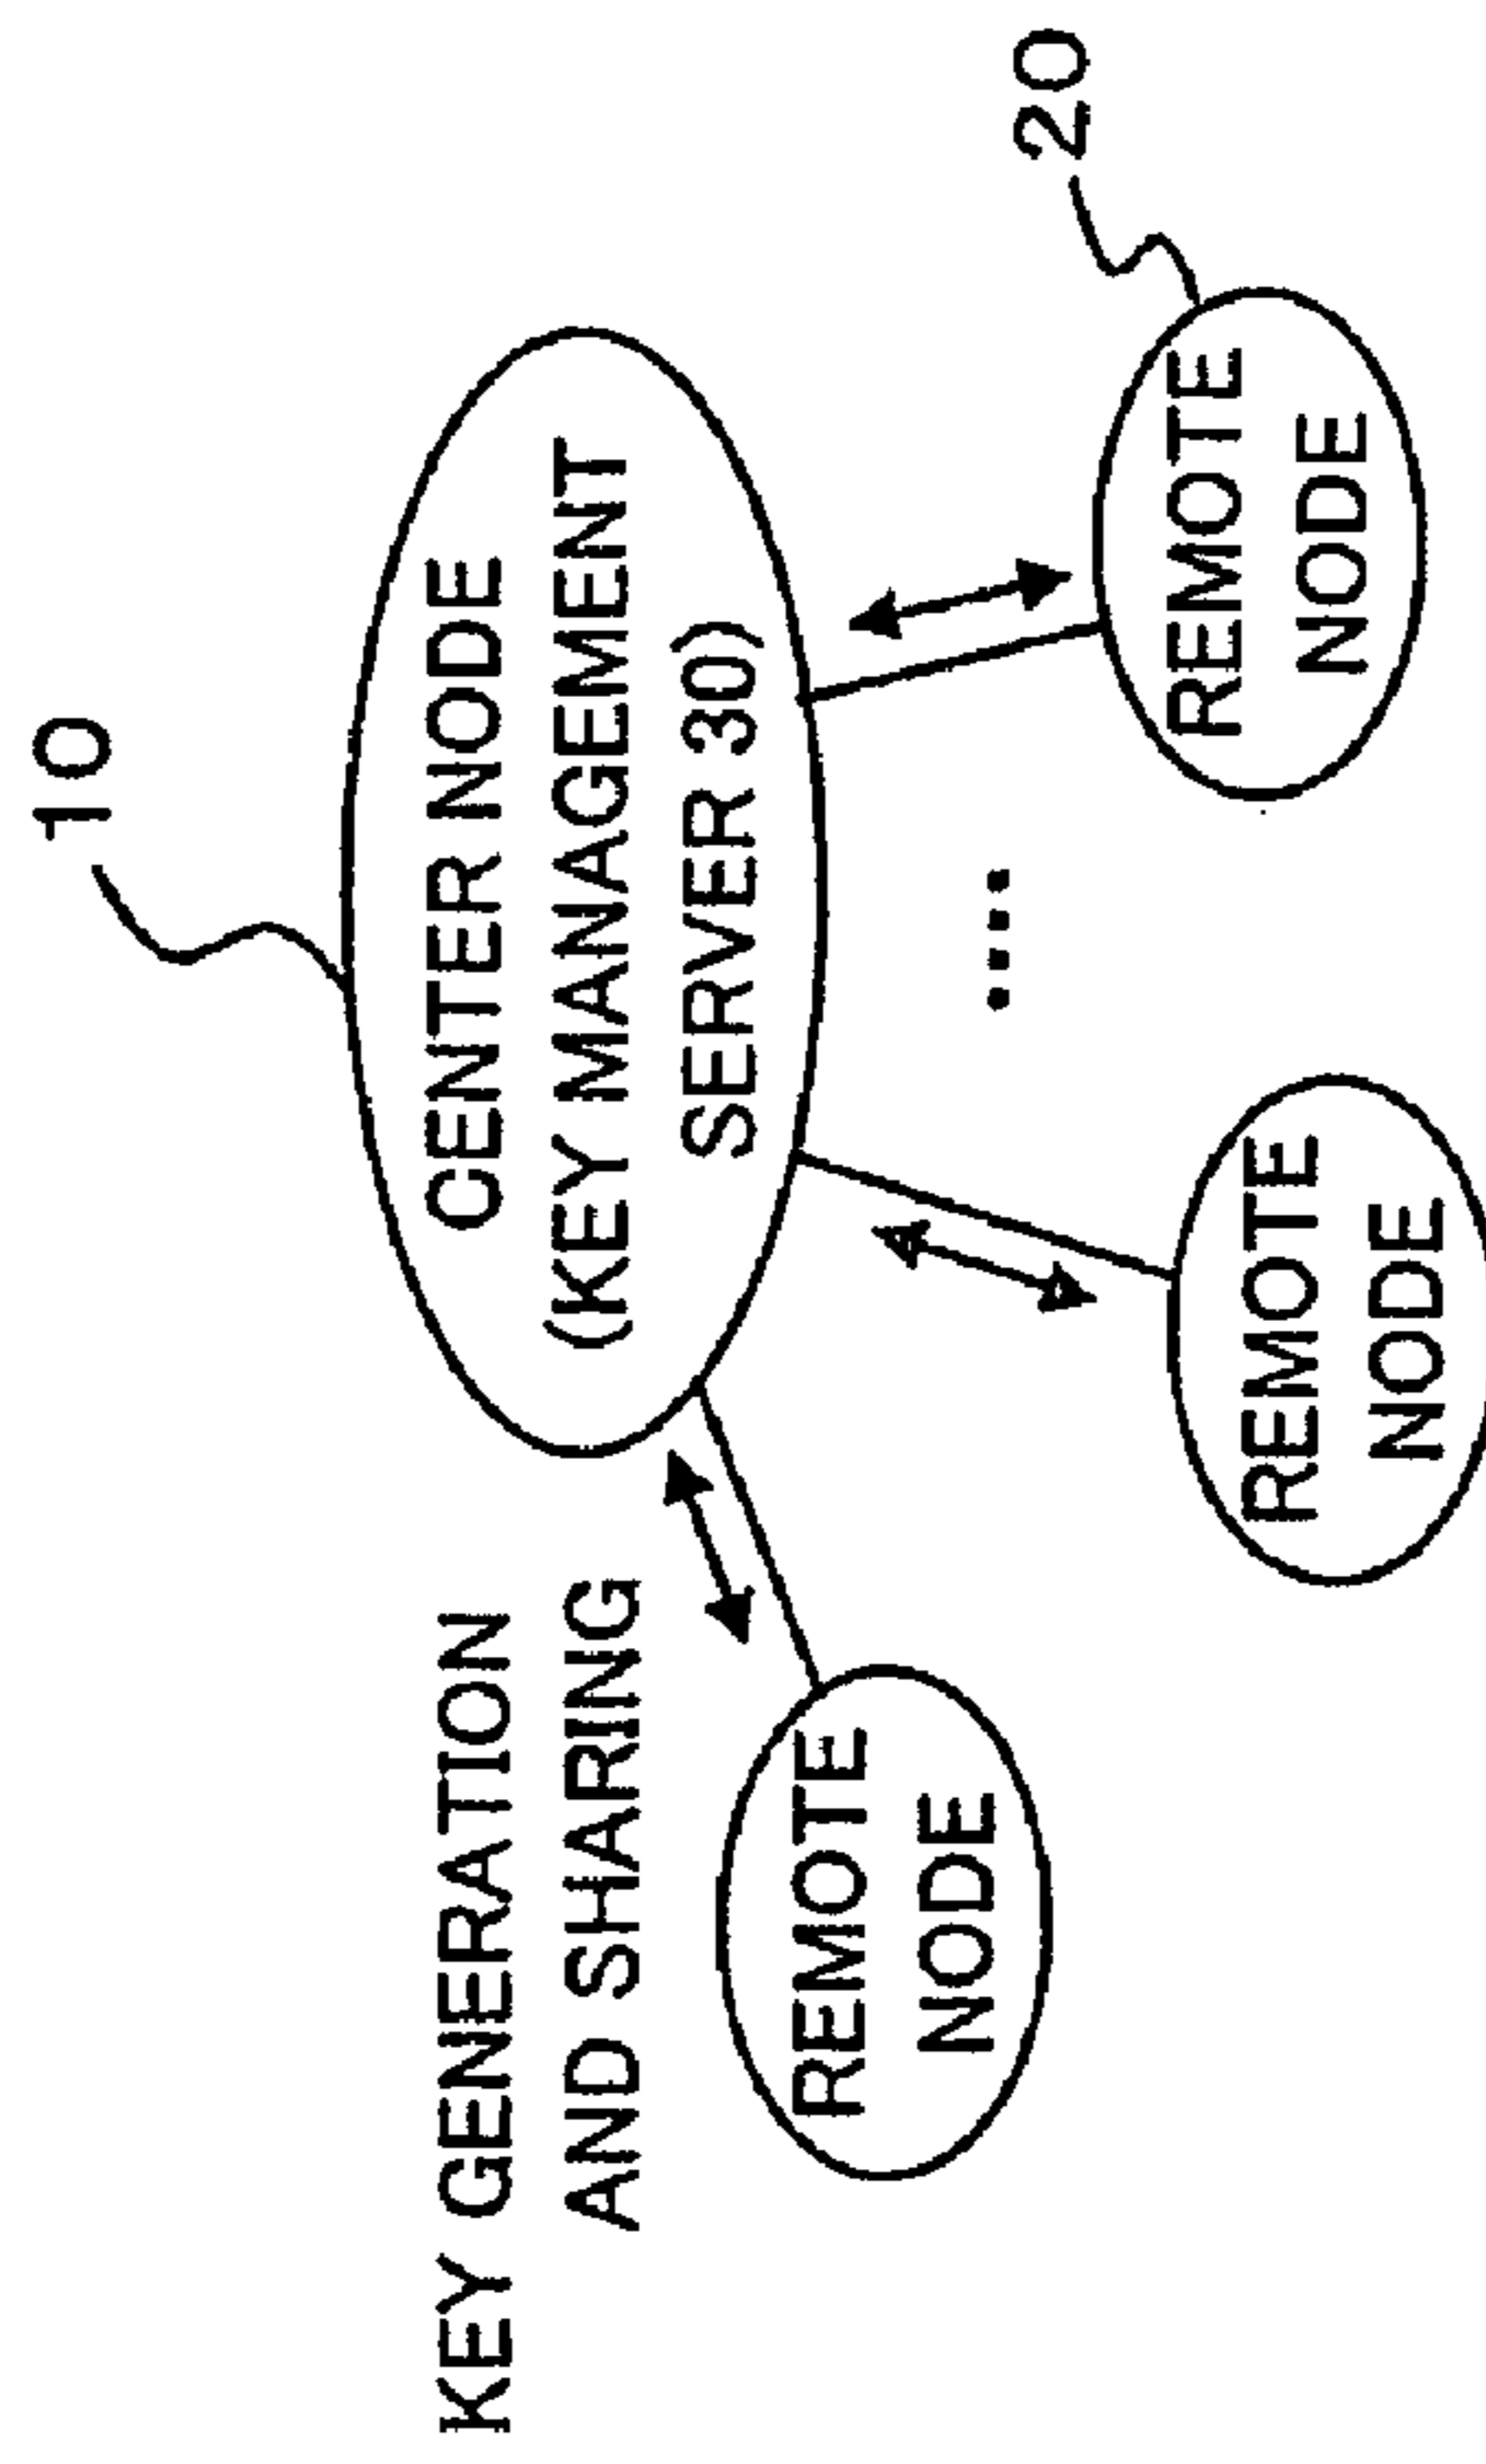 10
CENTER NODE
(KEY MANAGEMENT
SERVER 30)
KEY GENERATION
AND SHARING
REMOTE
NODE
REMOTE
NODE
REMOTE
NODE
20